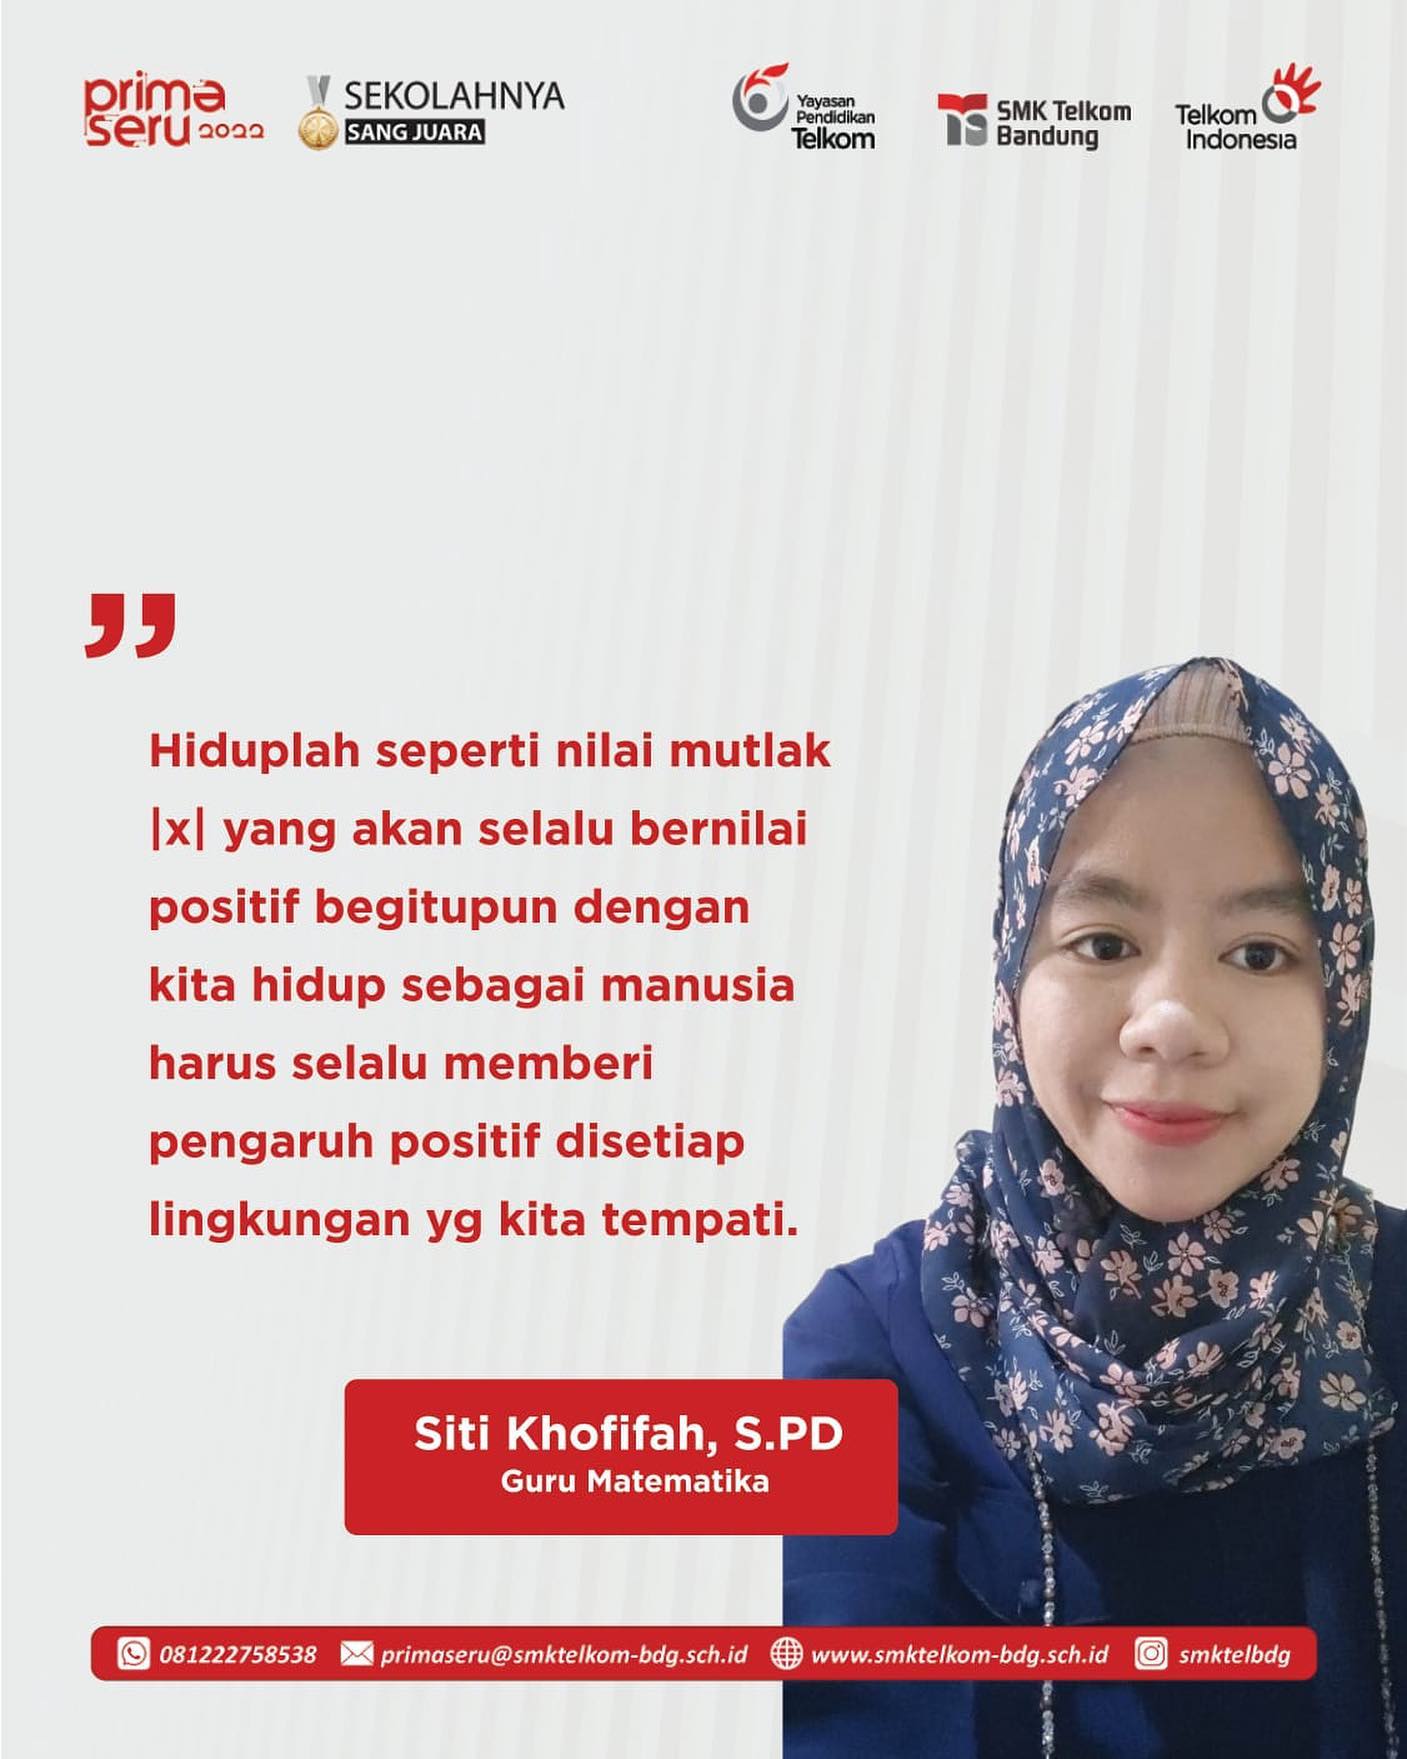 prima
seru 2022
SEKOLAHNYA
SANG JUARA
Yayasan
Pendidikan
Telkom
SMK Telkom
Bandung
Telkom
Indonesia
”
Hiduplah seperti nilai mutlak
|x| yang akan selalu bernilai
positif begitupun dengan
kita hidup sebagai manusia
harus selalu memberi
pengaruh positif disetiap
lingkungan yg kita tempati.
Siti Khofifah, S.PD
Guru Matematika
081222758538 primaseru@smktelkom-bdg.sch.id www.smktelkom-bdg.sch.id smktelbdg